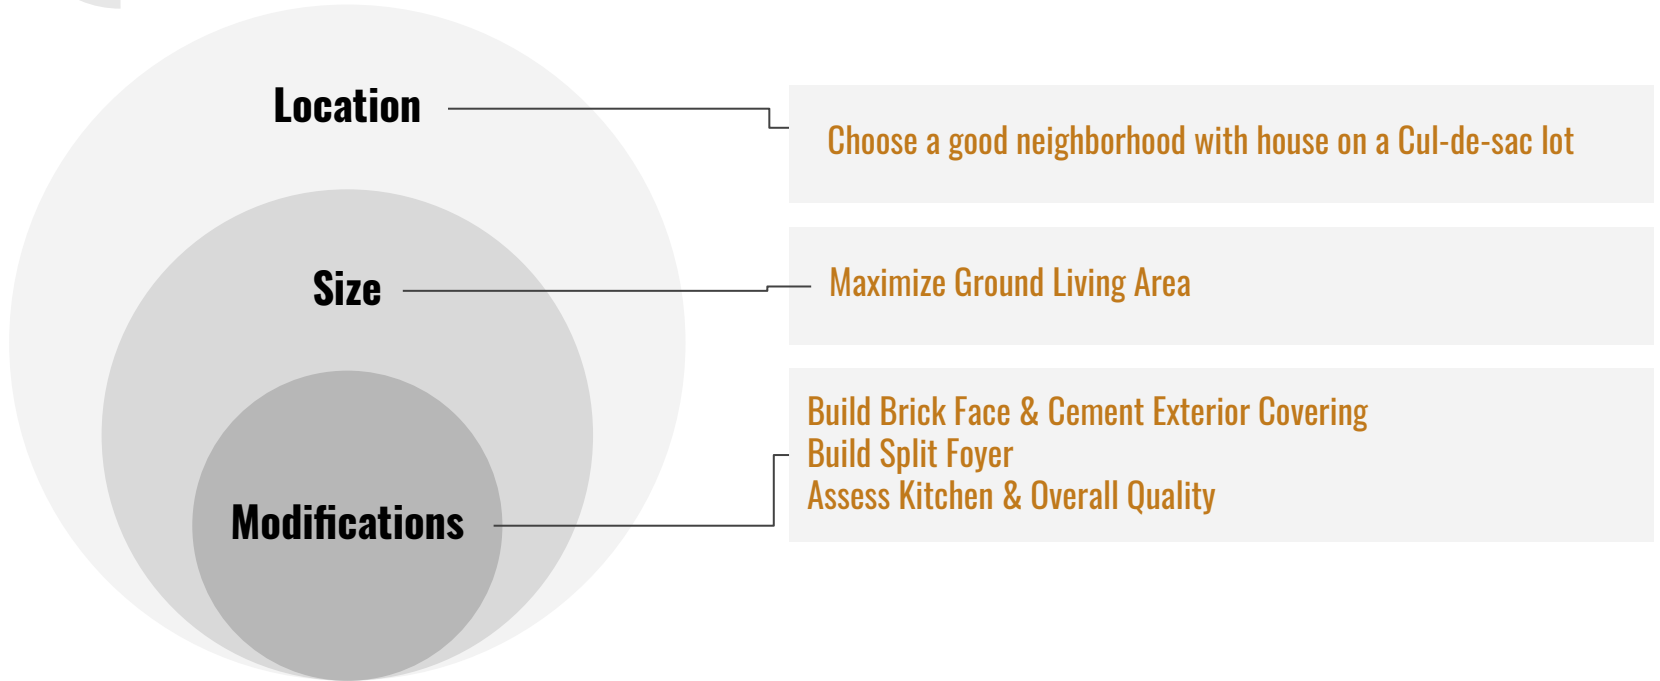 Location
Choose a good neighborhood with house on a Cul-de-sac lot
Size
Maximize Ground Living Area
Modifications
Build Brick Face & Cement Exterior Covering
Build Split Foyer
Assess Kitchen & Overall Quality